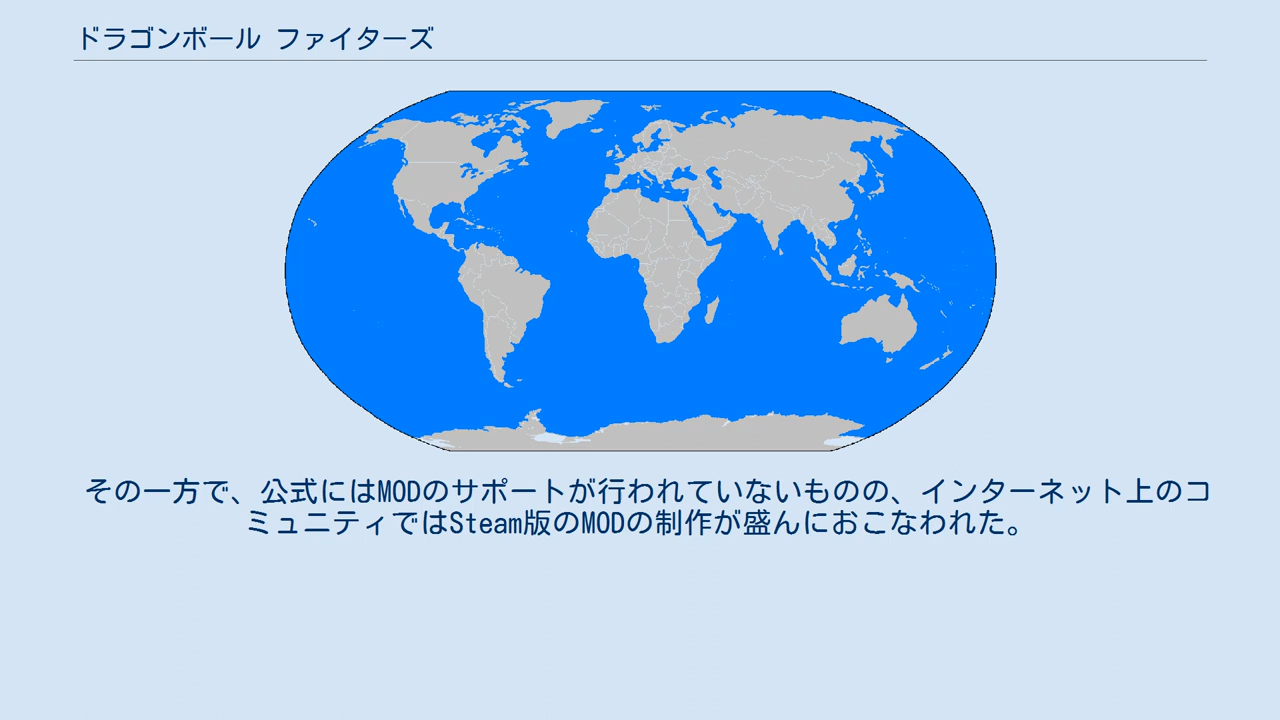 ドラゴンボール ファイターズ
その一方で、公式にはMODのサポートが行われていないものの、インターネット上のコ
ミュニティではSteam版のMODの制作が盛んにおこなわれた。